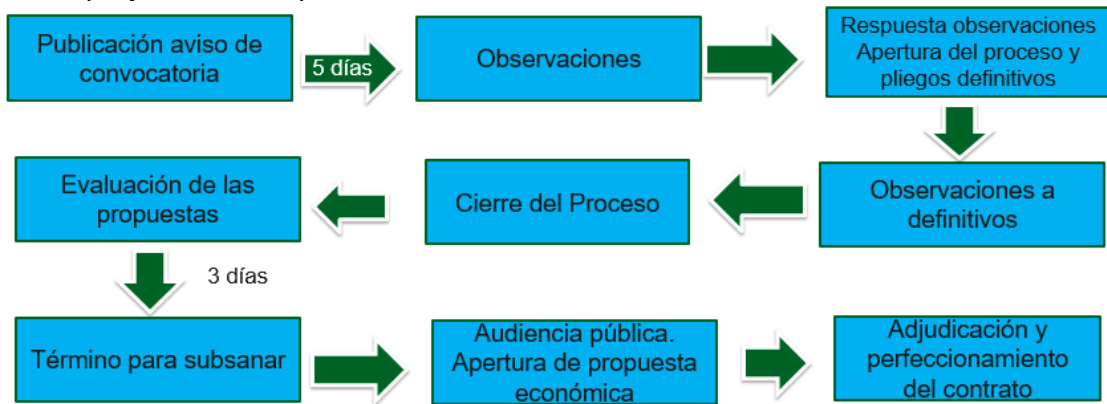 Publicación aviso de
convocatoria
5 días
Observaciones
Respuesta observaciones
Apertura del proceso y
pliegos definitivos
Observaciones a
definitivos
Cierre del Proceso
Evaluación de las
propuestas
3 días
Término para subsanar
Audiencia pública.
Apertura de propuesta
económica
Adjudicación y
perfeccionamiento
del contrato